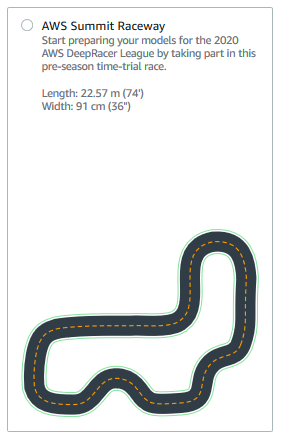 AWS Summit Raceway
Start preparing your models for the 2020
AWS DeepRacer League by taking part in this
pre-season time-trial race.
Length: 22.57 m (74')
Width: 91 cm (36")